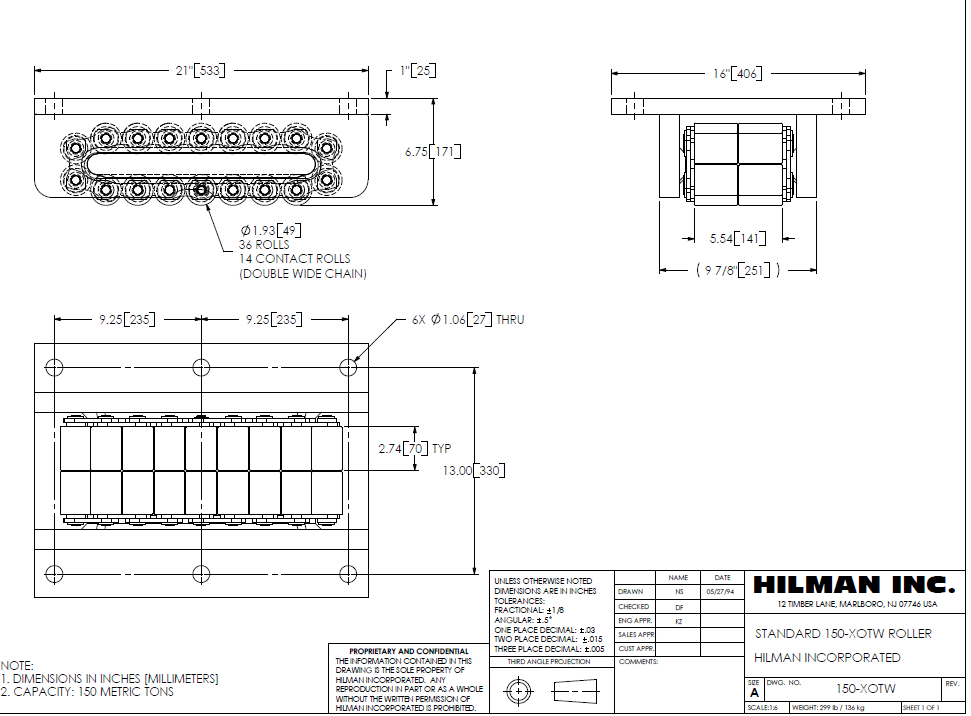 21"[533]
1"[25]
16"[406]
6.75[171]
Ø1.93[49]
36 ROLLS
14 CONTACT ROLLS
(DOUBLE WIDE CHAIN)
5.54[141]
( 9 7/8"[251] )
9.25[235]
9.25[235]
6X Ø1.06[27] THRU
2.74[70] TYP
13.00[330]
NOTE:
1. DIMENSIONS IN INCHES [MILLIMETERS]
2. CAPACITY: 150 METRIC TONS
PROPRIETARY AND CONFIDENTIAL
THE INFORMATION CONTAINED IN THIS
DRAWING IS THE SOLE PROPERTY OF
HILMAN INCORPORATED. ANY
REPRODUCTION IN PART OR AS A WHOLE
WITHOUT THE WRITTEN PERMISSION OF
HILMAN INCORPORATED IS PROHIBITED.
UNLESS OTHERWISE NOTED
DIMENSIONS ARE IN INCHES
TOLERANCES:
FRACTIONAL: ±1/8
ANGULAR: ±.5°
ONE PLACE DECIMAL: ±.03
TWO PLACE DECIMAL: ±.015
THREE PLACE DECIMAL: ±.005
THIRD ANGLE PROJECTION
NAME DATE
DRAWN NS 05/27/94
CHECKED DF
ENG APPR. KZ
SALES APPR
CUST APPR.
COMMENTS:
HILMAN INC.
12 TIMBER LANE, MARLBORO, NJ 07746 USA
STANDARD 150-XOTW ROLLER
HILMAN INCORPORATED
SIZE DWG. NO. REV.
A 150-XOTW
SCALE:1:6 WEIGHT: 299 lb / 136 kg SHEET 1 OF 1